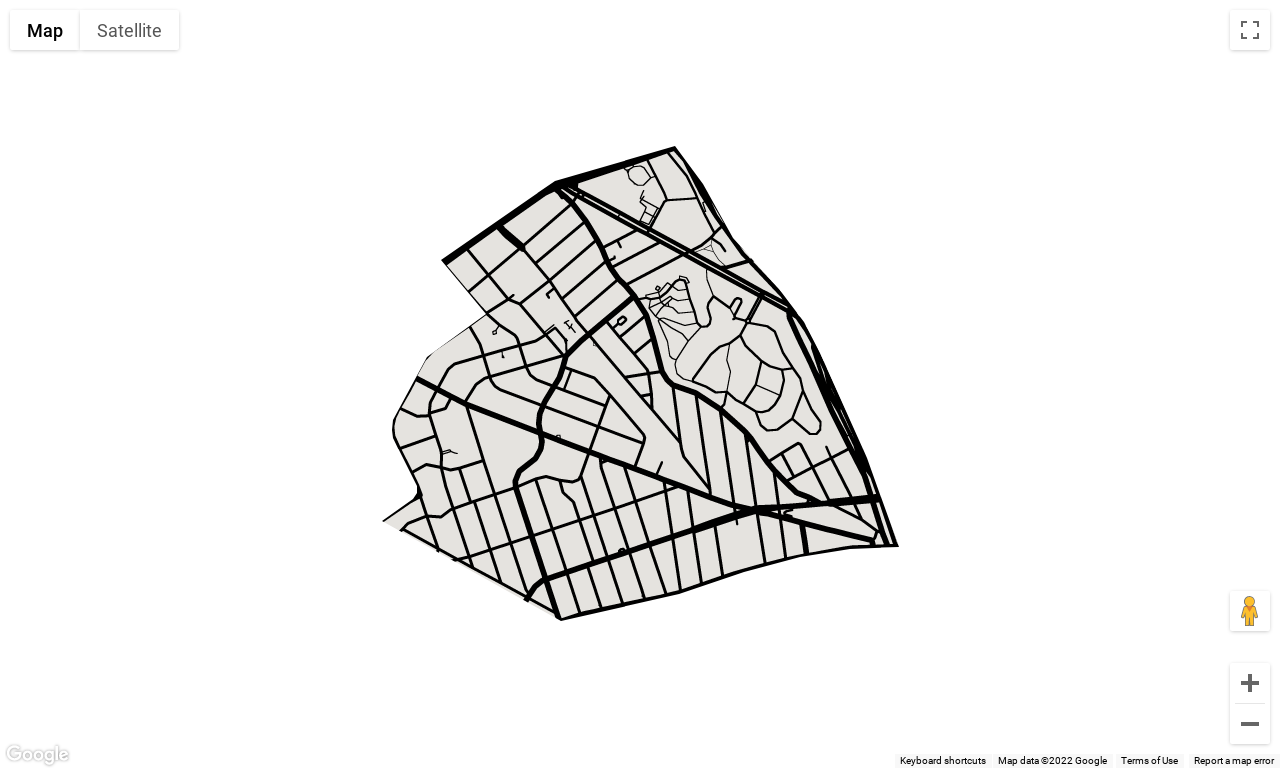 Map
Satellite
Google
Keyboard shortcuts
Map data ©2022 Google
Terms of Use
Report a map error